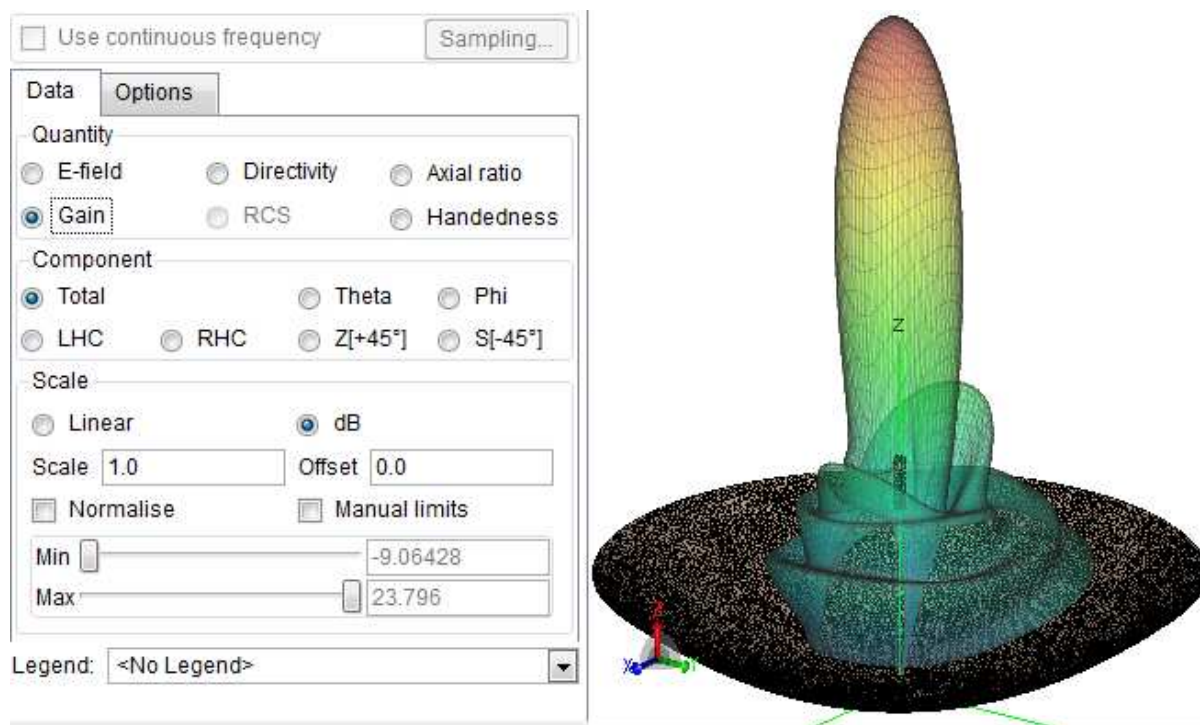 Use continuous frequency Sampling...
Data Options
Quantity
E-field Directivity Axial ratio
Gain RCS Handedness
Component
Total Theta Phi
LHC RHC Z[+45°] S[-45°]
Scale
Linear dB
Scale 1.0 Offset 0.0
Normalise Manual limits
Min -9.06428
Max 23.796
Legend: <No Legend>
Z
Z
X Y